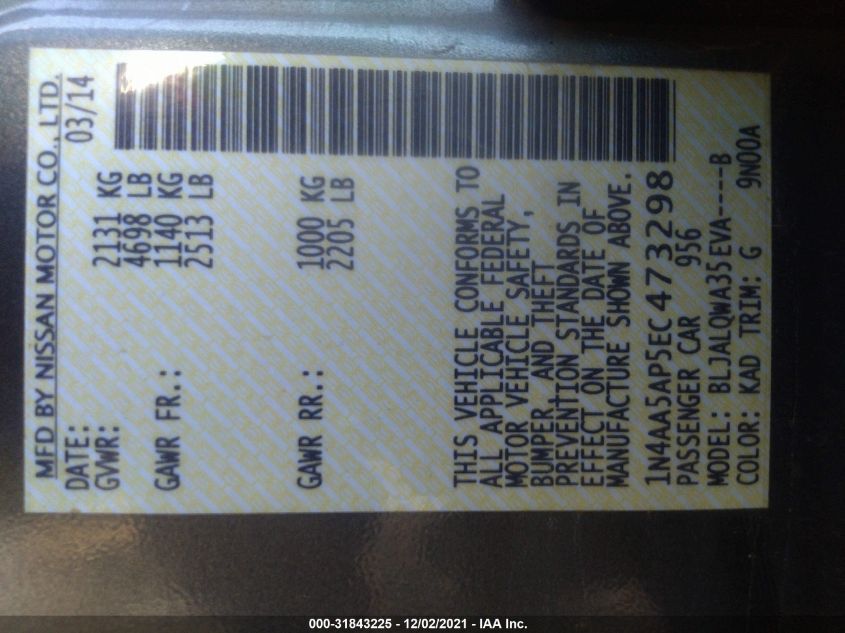 MFD BY NISSAN MOTOR CO., LTD.
DATE: 03/14
GVWR: 2131 KG
4698 LB
GAWR FR.: 1140 KG
2513 LB
GAWR RR.: 1000 KG
2205 LB
THIS VEHICLE CONFORMS TO
ALL APPLICABLE FEDERAL
MOTOR VEHICLE SAFETY,
BUMPER AND THEFT
PREVENTION STANDARDS IN
EFFECT ON THE DATE OF
MANUFACTURE SHOWN ABOVE.
1N4AA5AP5EC473298
PASSENGER CAR 956
MODEL: BLJALQWA35EVA----B
COLOR: KAD TRIM: G 9N00A
000-31843225 - 12/02/2021 - IAA Inc.